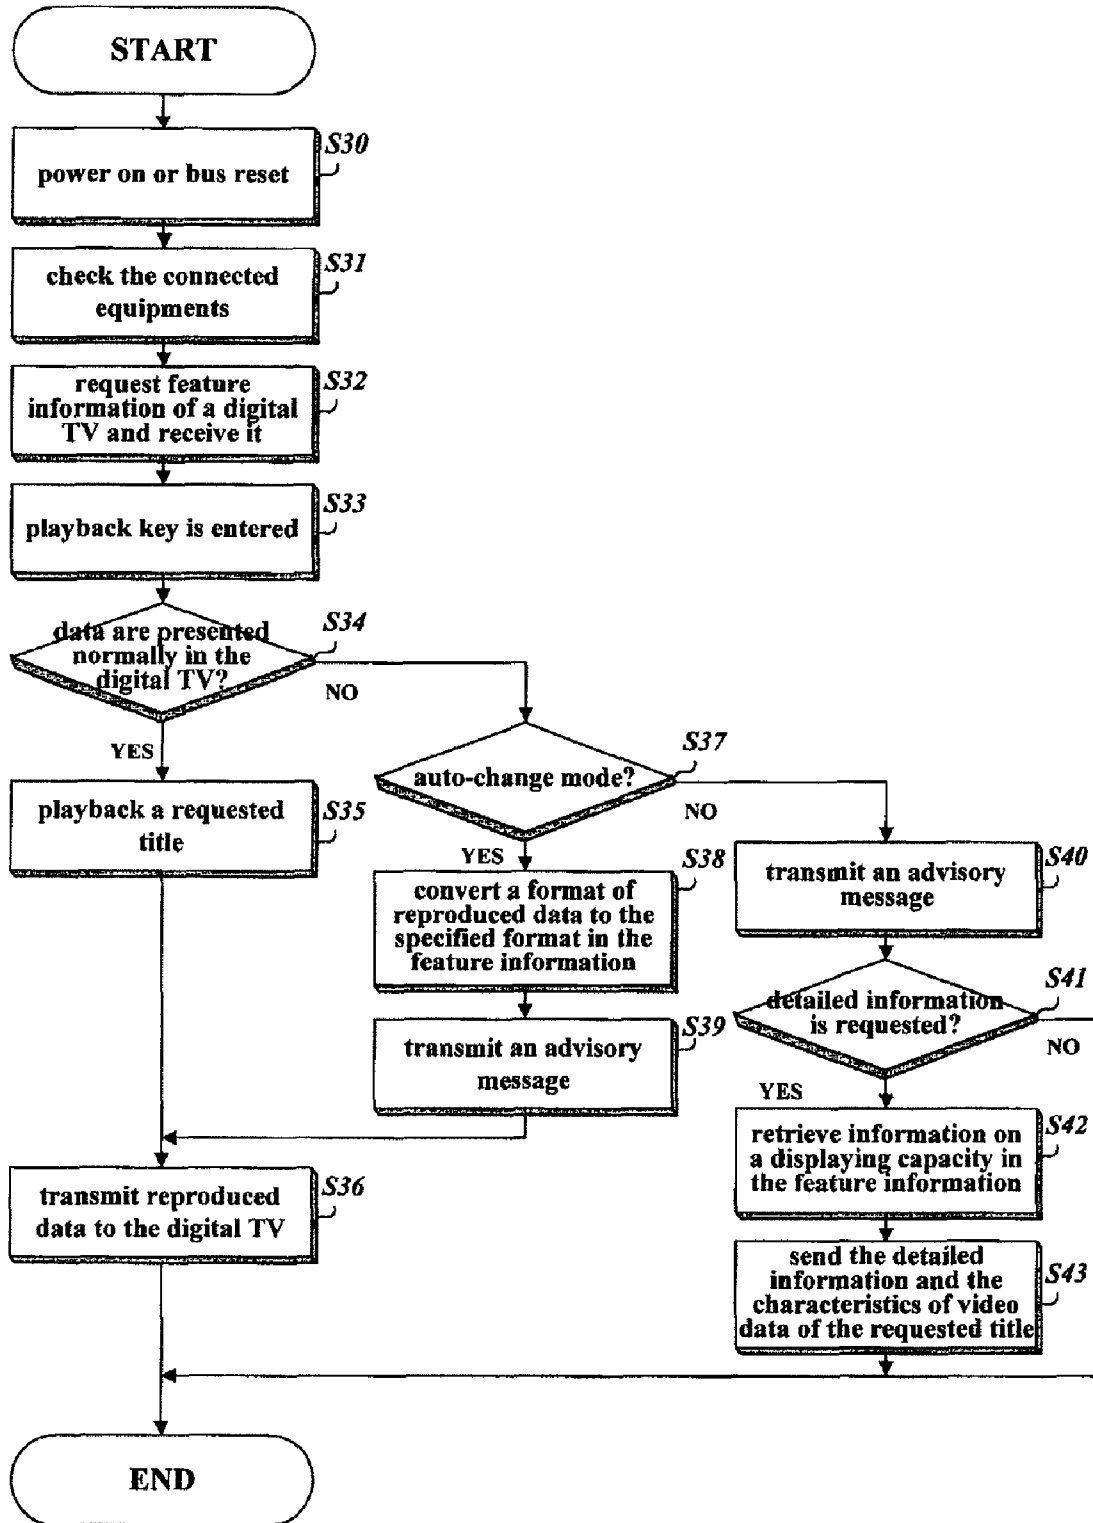 START
S30
power on or bus reset
S31
check the connected
equipments
S32
request feature
information of a digital
TV and receive it
S33
playback key is entered
S34
data are presented
normally in the
digital TV?
NO
YES
S35
playback a requested
title
S37
auto-change mode?
NO
YES
S38
convert a format of
reproduced data to the
specified format in the
feature information
S39
transmit an advisory
message
S36
transmit reproduced
data to the digital TV
S40
transmit an advisory
message
S41
detailed information
is requested?
NO
YES
S42
retrieve information on
a displaying capacity in
the feature information
S43
send the detailed
information and the
characteristics of video
data of the requested title
END